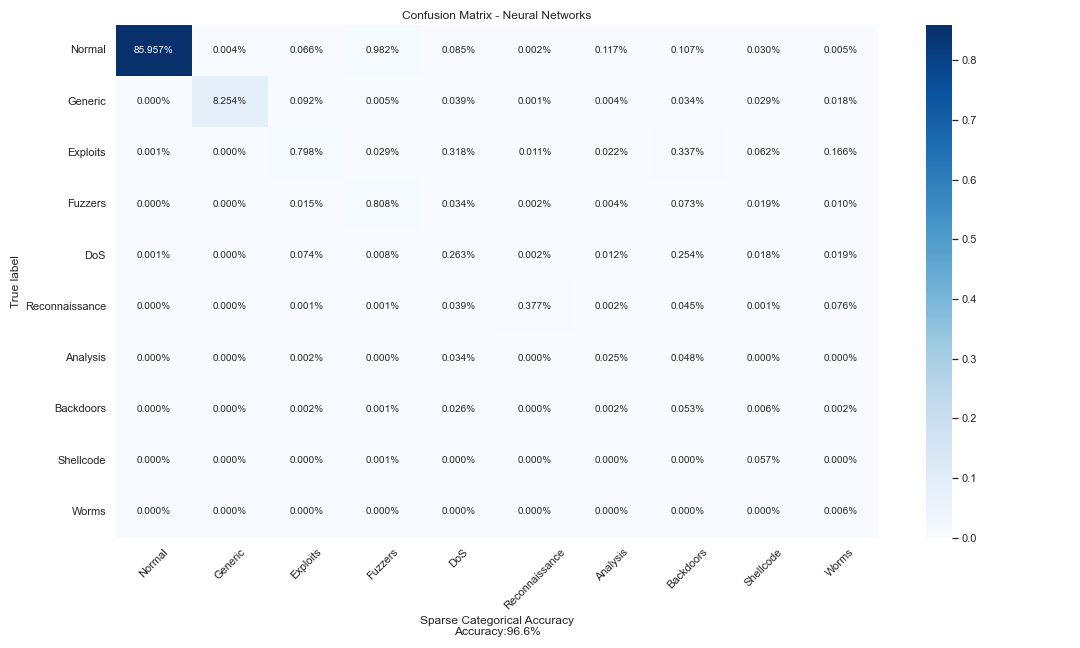 Confusion Matrix - Neural Networks
Normal 85.957% 0.004% 0.066% 0.982% 0.085% 0.002% 0.117% 0.107% 0.030% 0.005%
Generic 0.000% 8.254% 0.092% 0.005% 0.039% 0.001% 0.004% 0.034% 0.029% 0.018%
Exploits 0.001% 0.000% 0.798% 0.029% 0.318% 0.011% 0.022% 0.337% 0.062% 0.166%
Fuzzers 0.000% 0.000% 0.015% 0.808% 0.034% 0.002% 0.004% 0.073% 0.019% 0.010%
DoS 0.001% 0.000% 0.074% 0.008% 0.263% 0.002% 0.012% 0.254% 0.018% 0.019%
Reconnaissance 0.000% 0.000% 0.001% 0.001% 0.039% 0.377% 0.002% 0.045% 0.001% 0.076%
Analysis 0.000% 0.000% 0.002% 0.000% 0.034% 0.000% 0.025% 0.048% 0.000% 0.000%
Backdoors 0.000% 0.000% 0.002% 0.001% 0.026% 0.000% 0.002% 0.053% 0.006% 0.002%
Shellcode 0.000% 0.000% 0.000% 0.001% 0.000% 0.000% 0.000% 0.000% 0.057% 0.000%
Worms 0.000% 0.000% 0.000% 0.000% 0.000% 0.000% 0.000% 0.000% 0.000% 0.006%
True label
Normal Generic Exploits Fuzzers DoS Reconnaissance Analysis Backdoors Shellcode Worms
Sparse Categorical Accuracy
Accuracy:96.6%
0.8
0.7
0.6
0.5
0.4
0.3
0.2
0.1
0.0